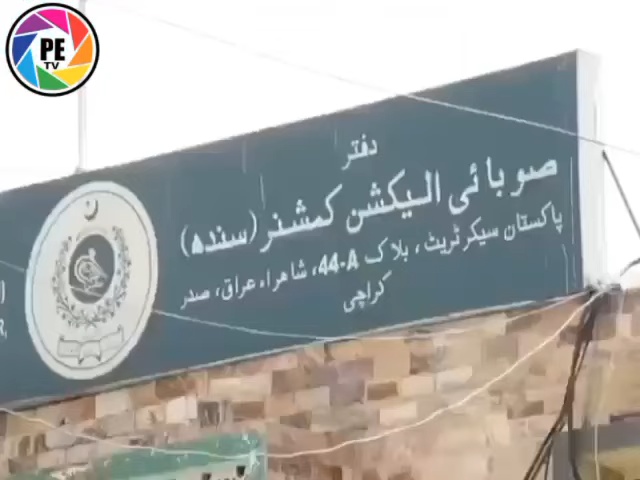 PE
TV
دفتر
صوبائی الیکشن کمشنر (سندھ)
پاکستان سیکرٹریٹ، بلاک 44-A، شاہراہ عراق، صدر
کراچی